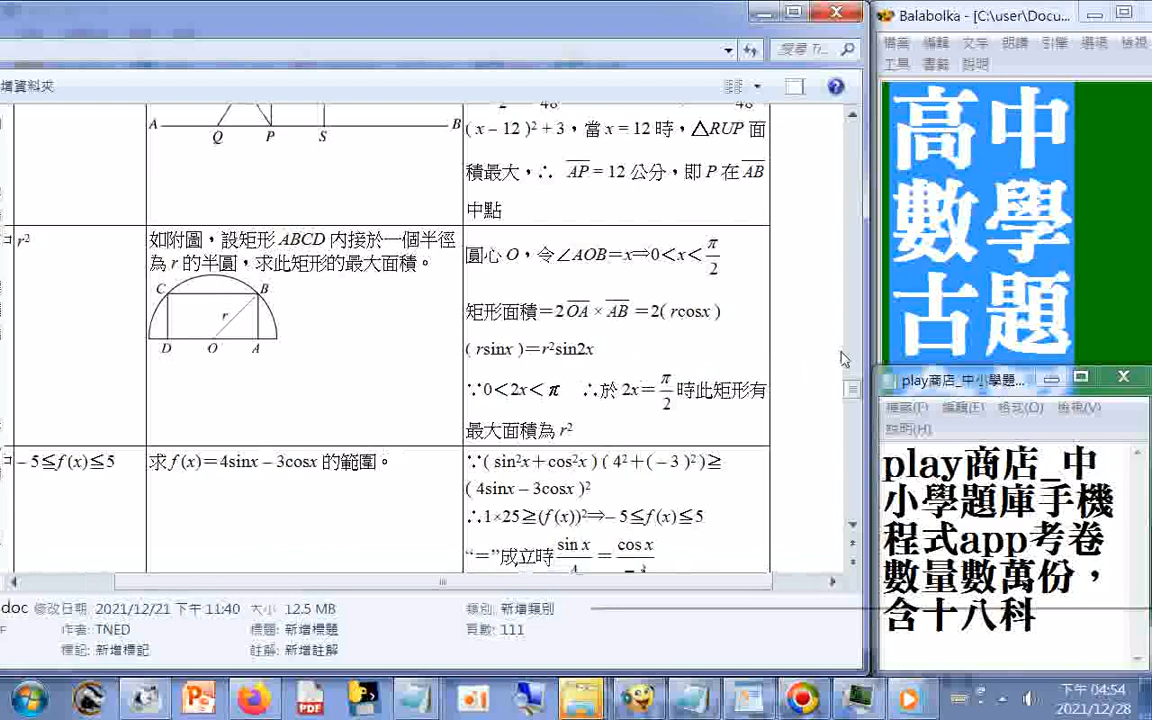 Balabolka - [C:\user\Docu...
檔案 編輯 文字 朗讀 引擎 選項 檢視
工具 書籤 說明
搜尋
增資料夾
A Q P S B
( x – 12 )² + 3，當 x = 12 時，△RUP 面
積最大，∴ AP = 12 公分，即 P 在 AB
中點
r²
如附圖，設矩形 ABCD 內接於一個半徑
為 r 的半圓，求此矩形的最大面積。
C B
r
D O A
圓心 O，令∠AOB=x⇒0＜x＜π/2
矩形面積＝2OA × AB＝2( rcosx )
( rsinx )＝r²sin2x
∵0＜2x＜π ∴於 2x＝π/2 時此矩形有
最大面積為 r²
– 5≦f (x)≦5
求 f (x)＝4sinx – 3cosx 的範圍。
∵( sin²x＋cos²x ) ( 4²＋( – 3 )² )≧
( 4sinx – 3cosx )²
∴1×25≧(f (x))²⇒– 5≦f (x)≦5
“＝”成立時 sin x/4 ＝ cos x/–3
doc 修改日期: 2021/12/21 下午 11:40 大小: 12.5 MB 類別: 新增類別
作者: TNED 標題: 新增標題 頁數: 111
標記: 新增標記 註解: 新增註解
高中
數學
古題
play商店_中小學題...
檔案(F) 編輯(E) 格式(O) 檢視(V)
說明(H)
play商店_中
小學題庫手機
程式app考卷
數量數萬份，
含十八科
下午 04:54
2021/12/28